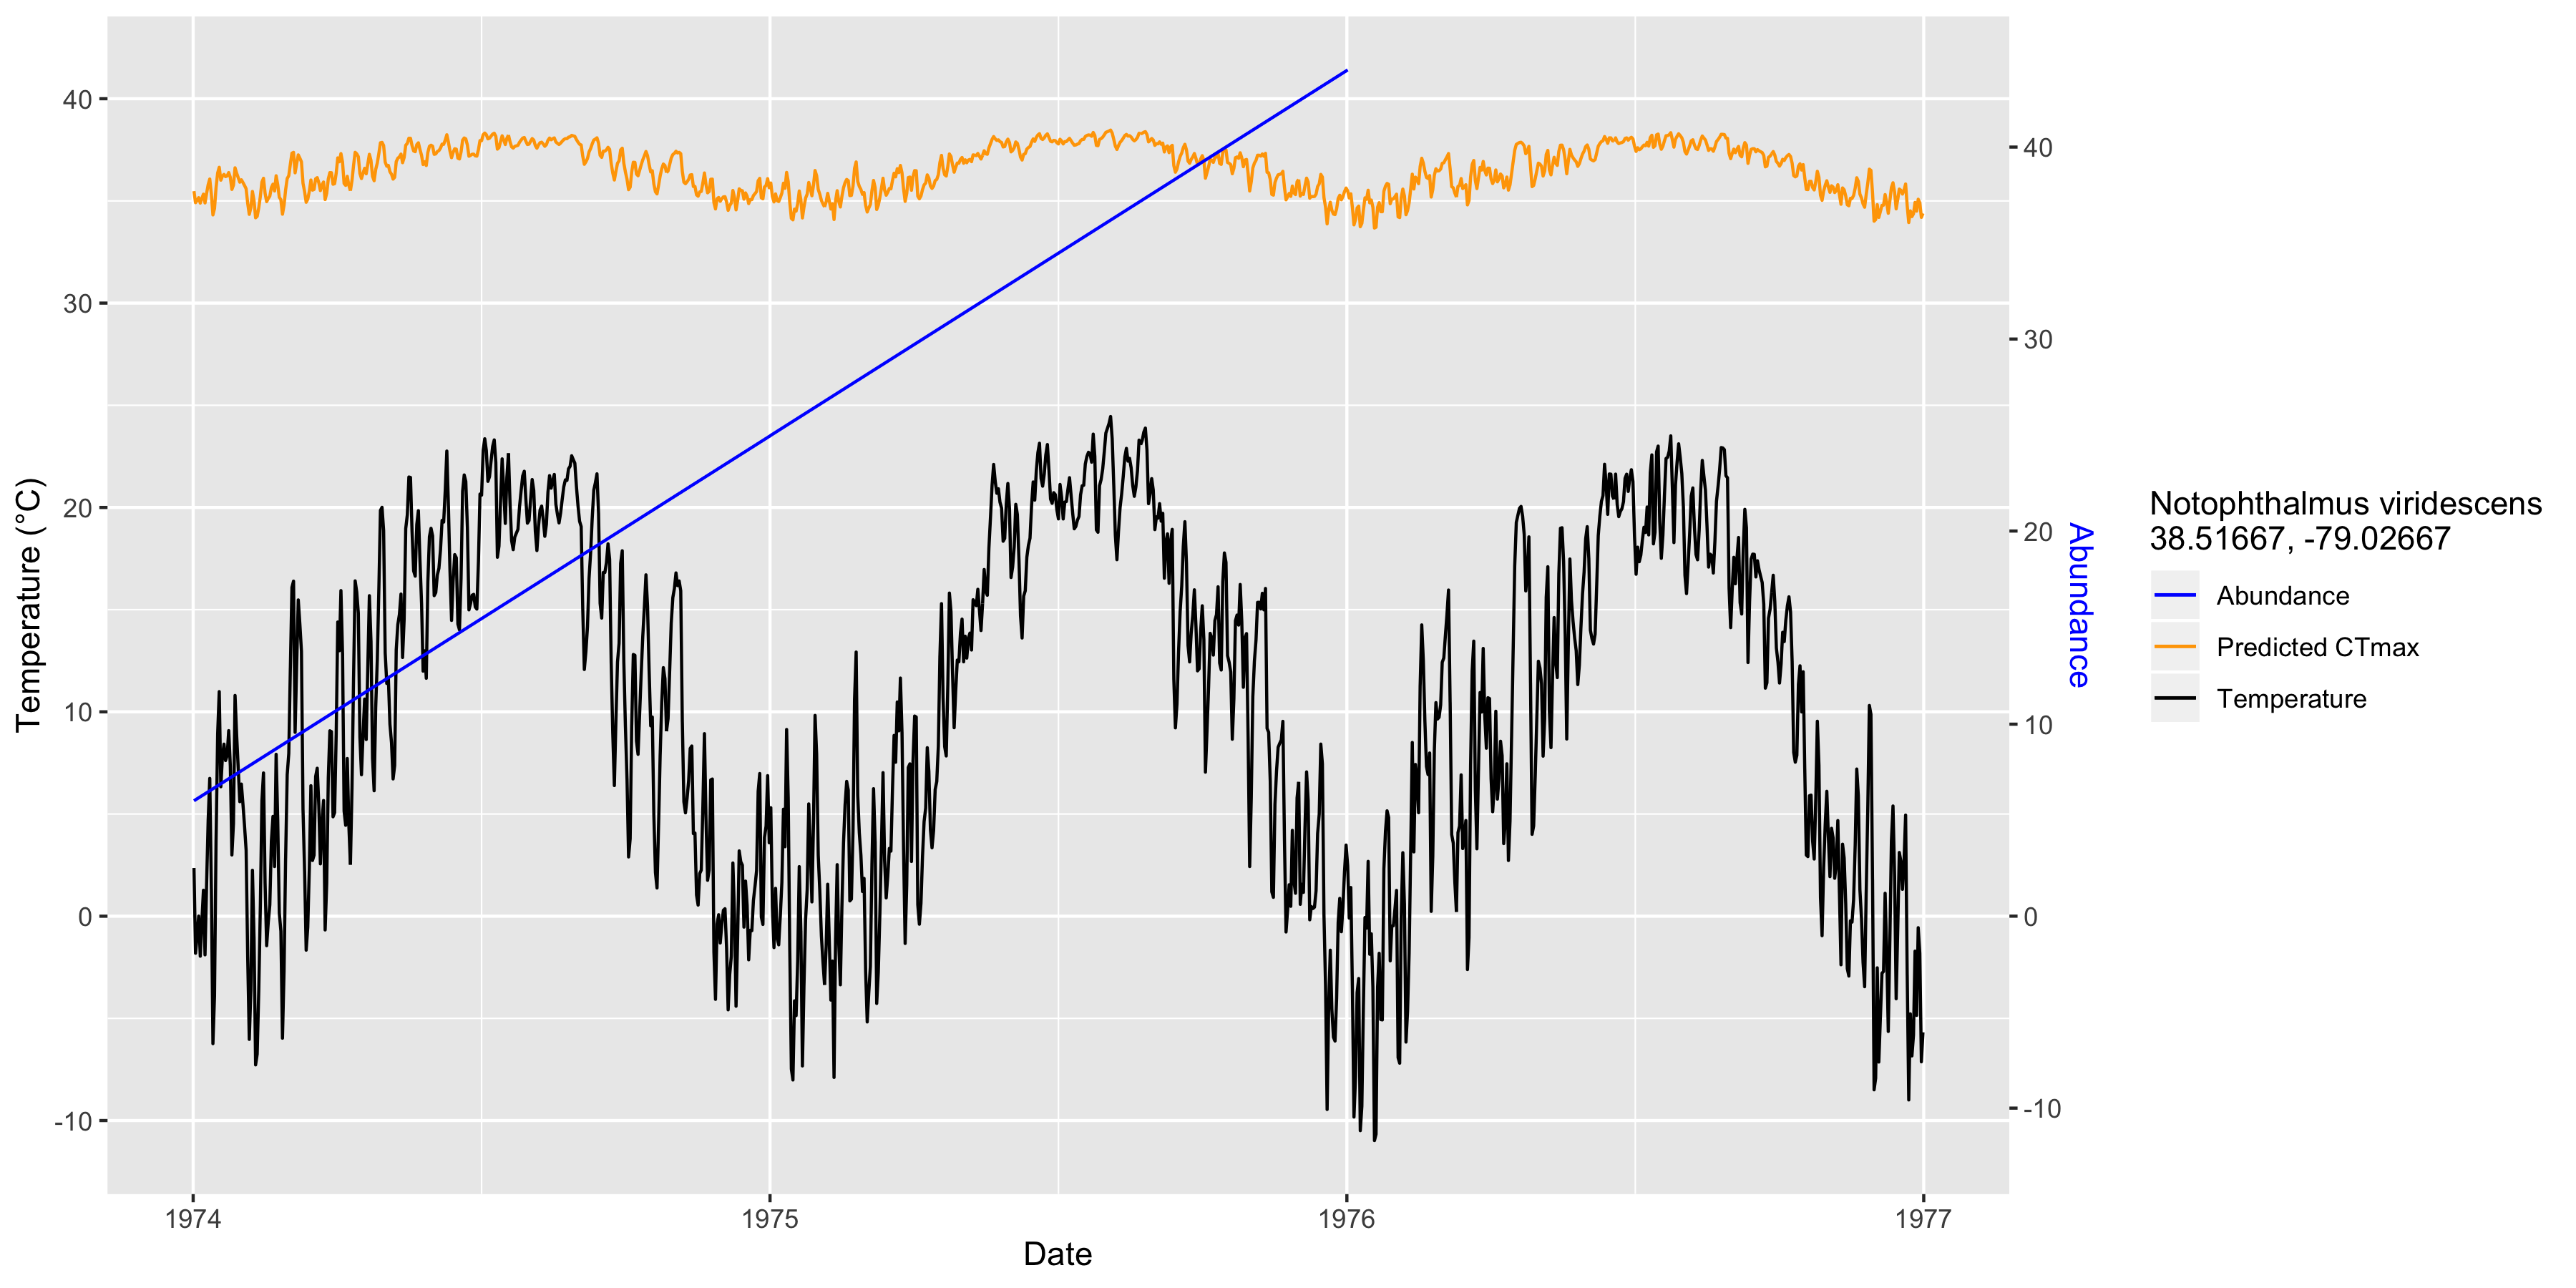 40
30
20
10
0
-10
Temperature (°C)
1974
1975
1976
1977
Date
40
30
20
10
0
-10
Abundance
Notophthalmus viridescens
38.51667, -79.02667
Abundance
Predicted CTmax
Temperature